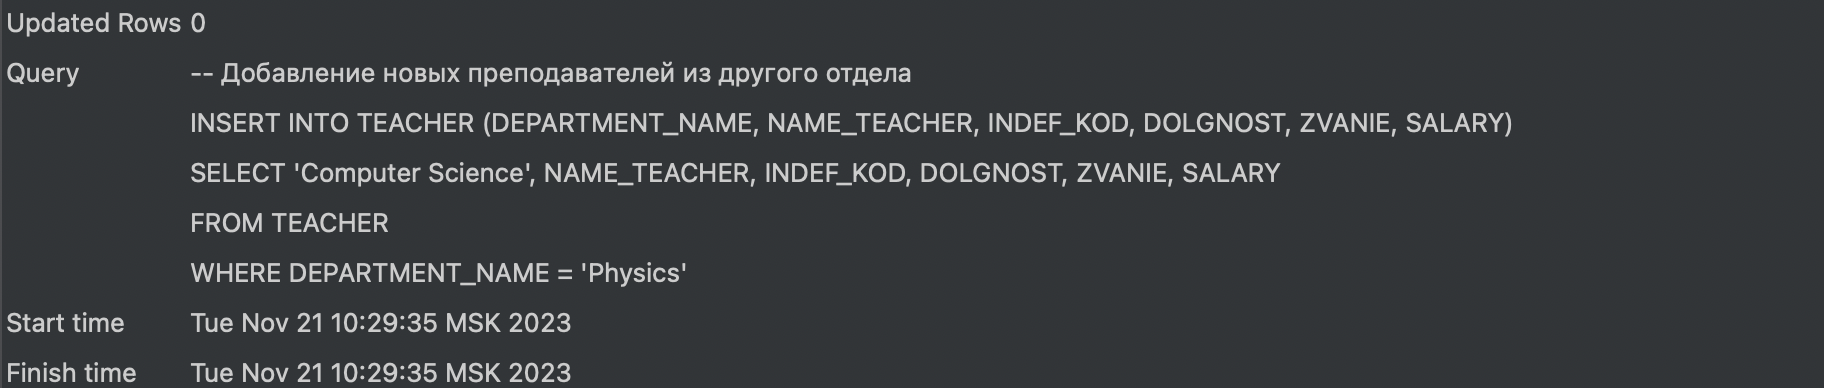 Updated Rows 0
Query -- Добавление новых преподавателей из другого отдела
INSERT INTO TEACHER (DEPARTMENT_NAME, NAME_TEACHER, INDEF_KOD, DOLGNOST, ZVANIE, SALARY)
SELECT 'Computer Science', NAME_TEACHER, INDEF_KOD, DOLGNOST, ZVANIE, SALARY
FROM TEACHER
WHERE DEPARTMENT_NAME = 'Physics'
Start time Tue Nov 21 10:29:35 MSK 2023
Finish time Tue Nov 21 10:29:35 MSK 2023